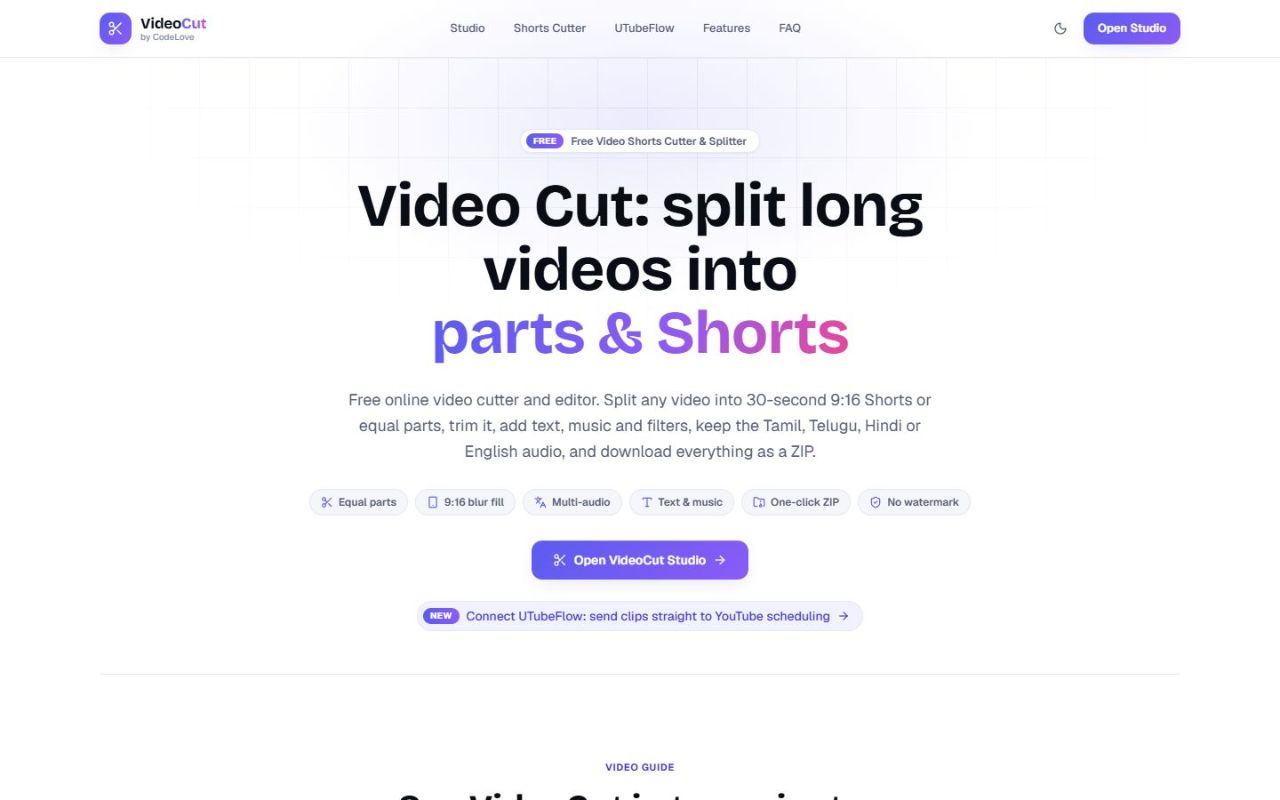 VideoCut
by CodeLove
Studio
Shorts Cutter
UTubeFlow
Features
FAQ
Open Studio
FREE Free Video Shorts Cutter & Splitter
Video Cut: split long
videos into
parts & Shorts
Free online video cutter and editor. Split any video into 30-second 9:16 Shorts or
equal parts, trim it, add text, music and filters, keep the Tamil, Telugu, Hindi or
English audio, and download everything as a ZIP.
Equal parts
9:16 blur fill
Multi-audio
Text & music
One-click ZIP
No watermark
Open VideoCut Studio
NEW Connect UTubeFlow: send clips straight to YouTube scheduling
VIDEO GUIDE